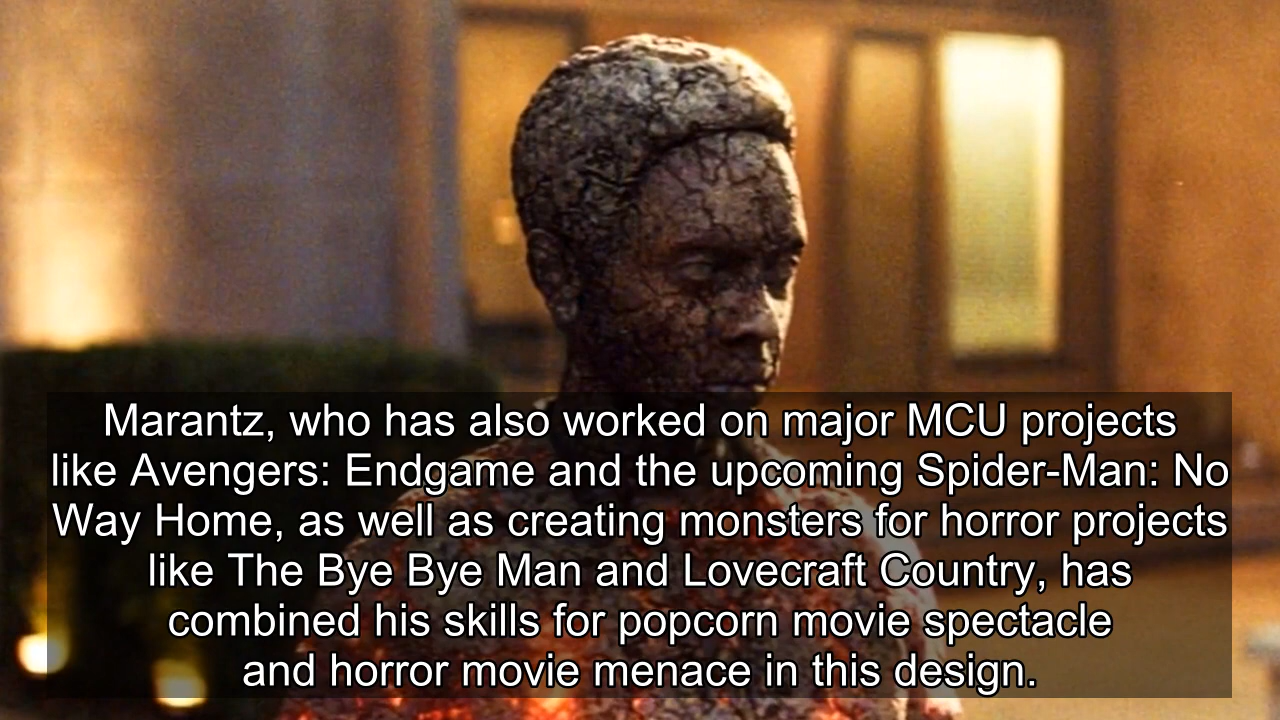 Marantz, who has also worked on major MCU projects
like Avengers: Endgame and the upcoming Spider-Man: No
Way Home, as well as creating monsters for horror projects
like The Bye Bye Man and Lovecraft Country, has
combined his skills for popcorn movie spectacle
and horror movie menace in this design.